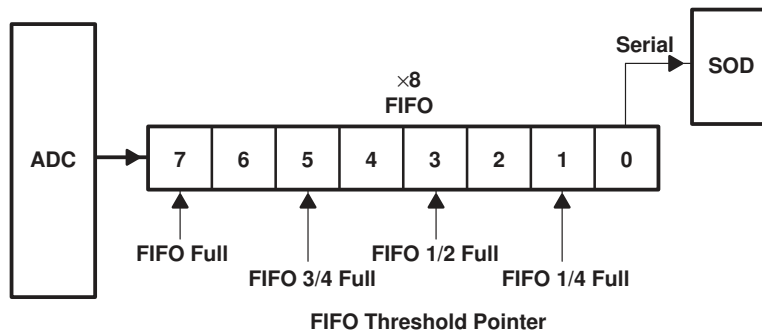 Serial
SOD
×8
FIFO
ADC
7 6 5 4 3 2 1 0
FIFO Full
FIFO 1/2 Full
FIFO 3/4 Full
FIFO 1/4 Full
FIFO Threshold Pointer